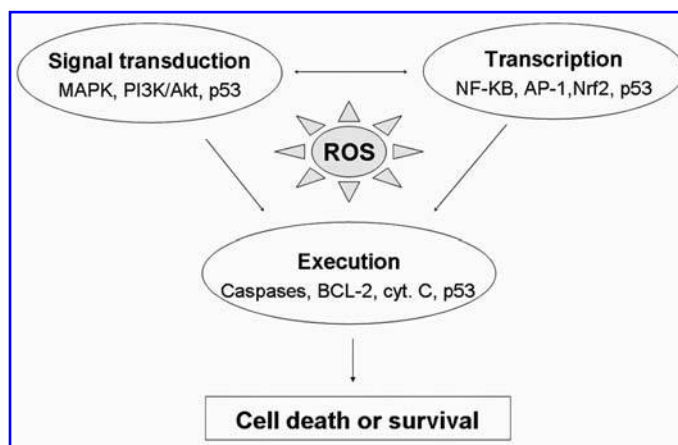 Signal transduction
MAPK, PI3K/Akt, p53
Transcription
NF-KB, AP-1,Nrf2, p53
ROS
Execution
Caspases, BCL-2, cyt. C, p53
Cell death or survival